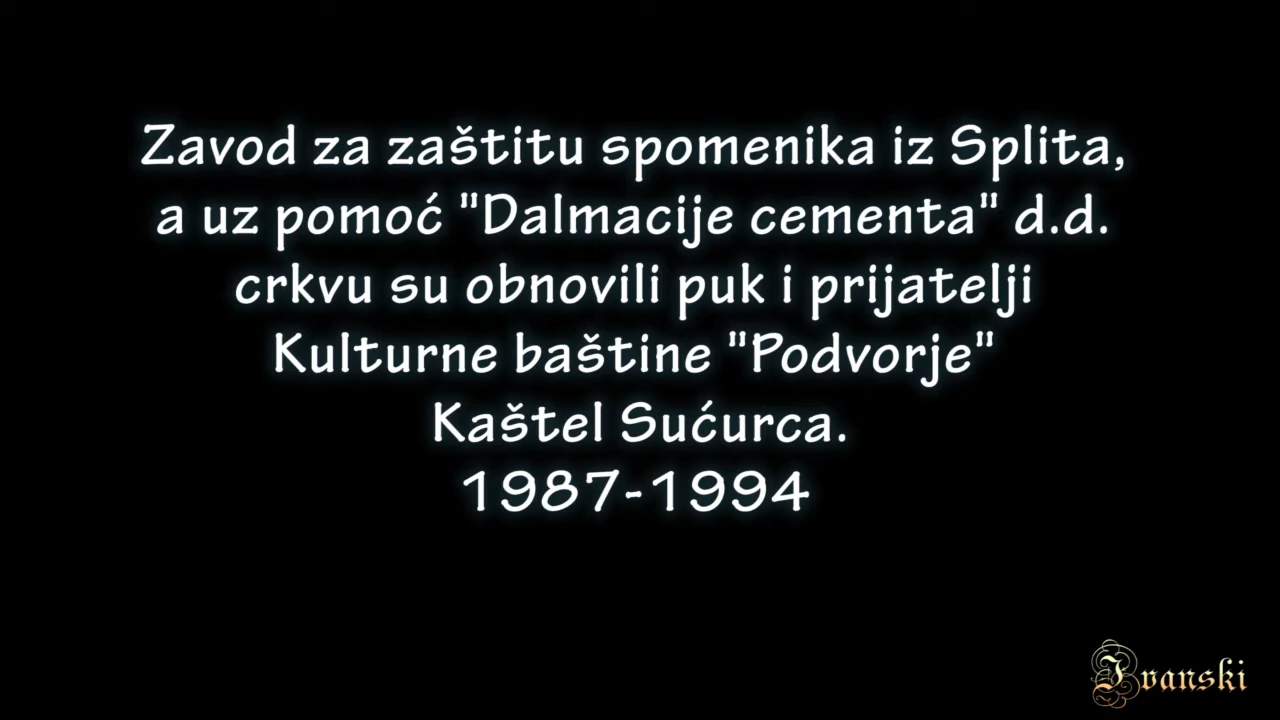 Zavod za zaštitu spomenika iz Splita,
a uz pomoć "Dalmacije cementa" d.d.
crkvu su obnovili puk i prijatelji
Kulturne baštine "Podvorje"
Kaštel Sućurca.
1987-1994
Ivanski